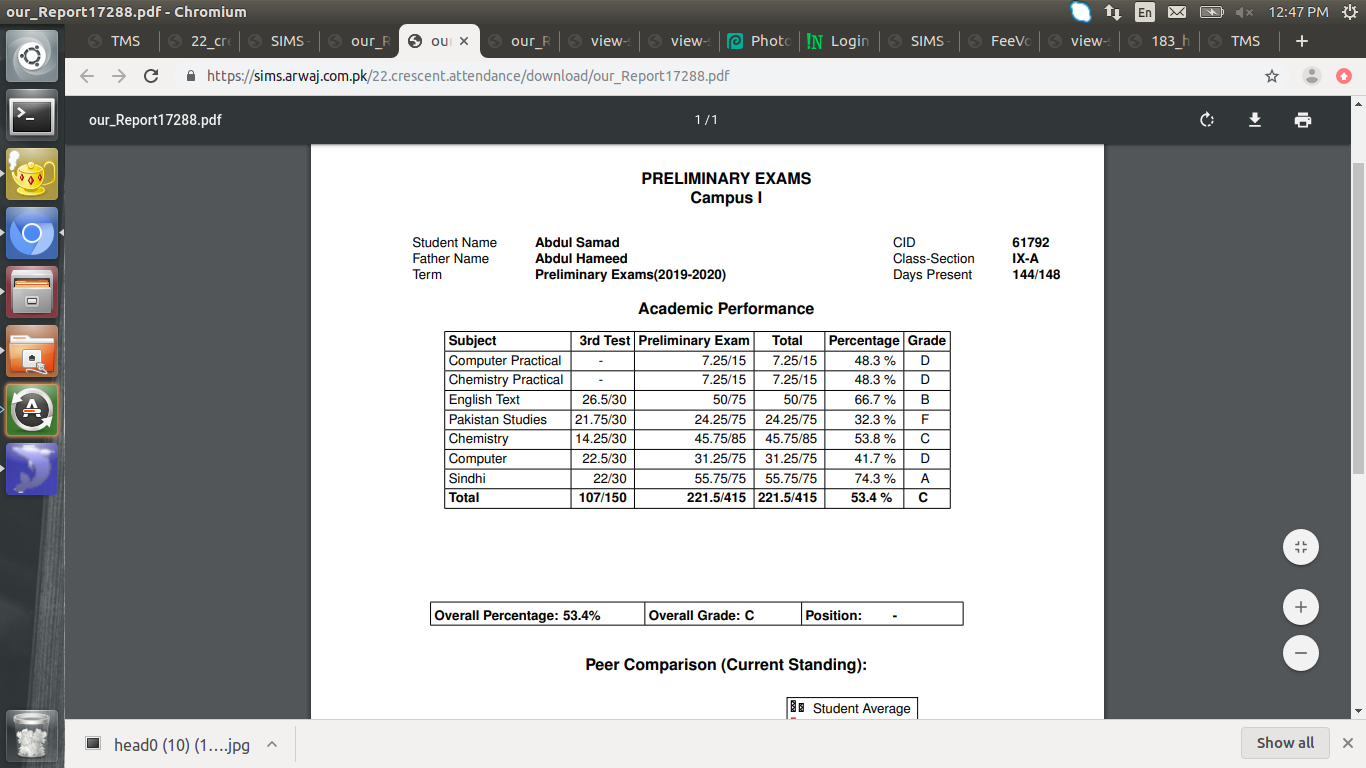 our_Report17288.pdf - Chromium
En
12:47 PM
TMS
22_cr
SIMS-
our_R
ou
our_R
view-
view-
Photo
Login
SIMS-
FeeVo
view-
183_h
TMS
https://sims.arwaj.com.pk/22.crescent.attendance/download/our_Report17288.pdf
our_Report17288.pdf
1 / 1
PRELIMINARY EXAMS
Campus I
Student Name Abdul Samad CID 61792
Father Name Abdul Hameed Class-Section IX-A
Term Preliminary Exams(2019-2020) Days Present 144/148
Academic Performance
Subject 3rd Test Preliminary Exam Total Percentage Grade
Computer Practical - 7.25/15 7.25/15 48.3 % D
Chemistry Practical - 7.25/15 7.25/15 48.3 % D
English Text 26.5/30 50/75 50/75 66.7 % B
Pakistan Studies 21.75/30 24.25/75 24.25/75 32.3 % F
Chemistry 14.25/30 45.75/85 45.75/85 53.8 % C
Computer 22.5/30 31.25/75 31.25/75 41.7 % D
Sindhi 22/30 55.75/75 55.75/75 74.3 % A
Total 107/150 221.5/415 221.5/415 53.4 % C
Overall Percentage: 53.4% Overall Grade: C Position: -
Peer Comparison (Current Standing):
Student Average
head0 (10) (1....jpg
Show all